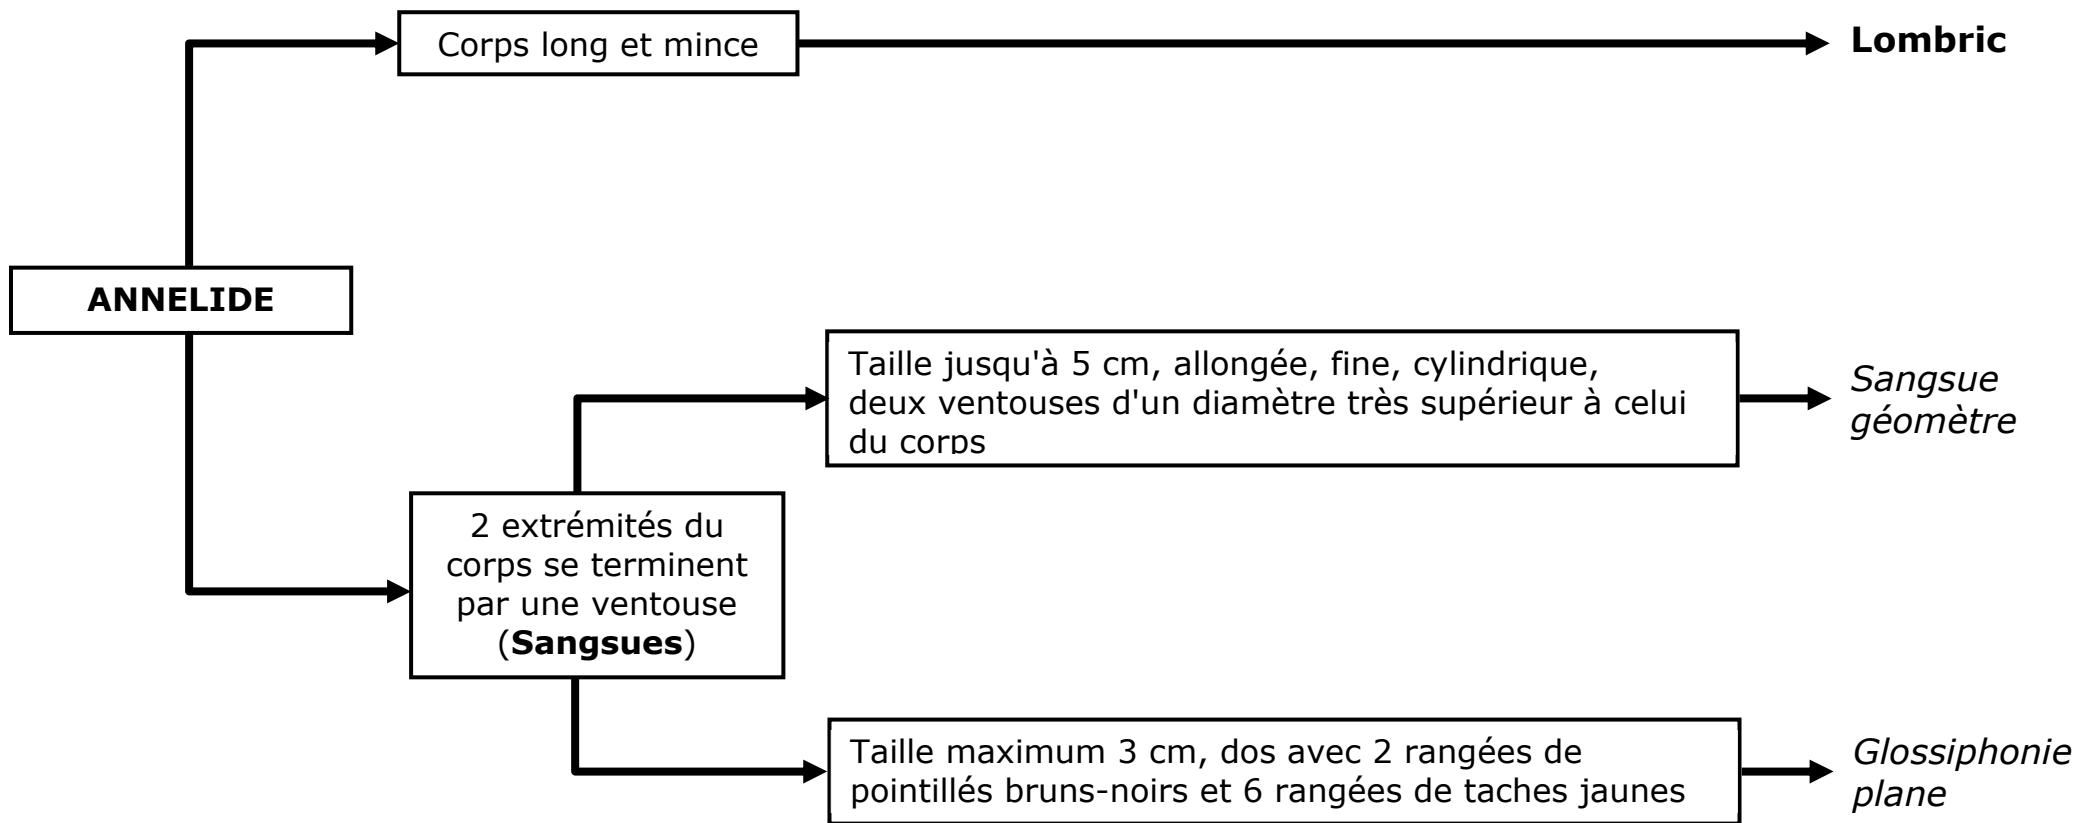 Corps long et mince
Lombric
ANNELIDE
Taille jusqu'à 5 cm, allongée, fine, cylindrique,
deux ventouses d'un diamètre très supérieur à celui
du corps
Sangsue
géomètre
2 extrémités du
corps se terminent
par une ventouse
(Sangsues)
Taille maximum 3 cm, dos avec 2 rangées de
pointillés bruns-noirs et 6 rangées de taches jaunes
Glossiphonie
plane